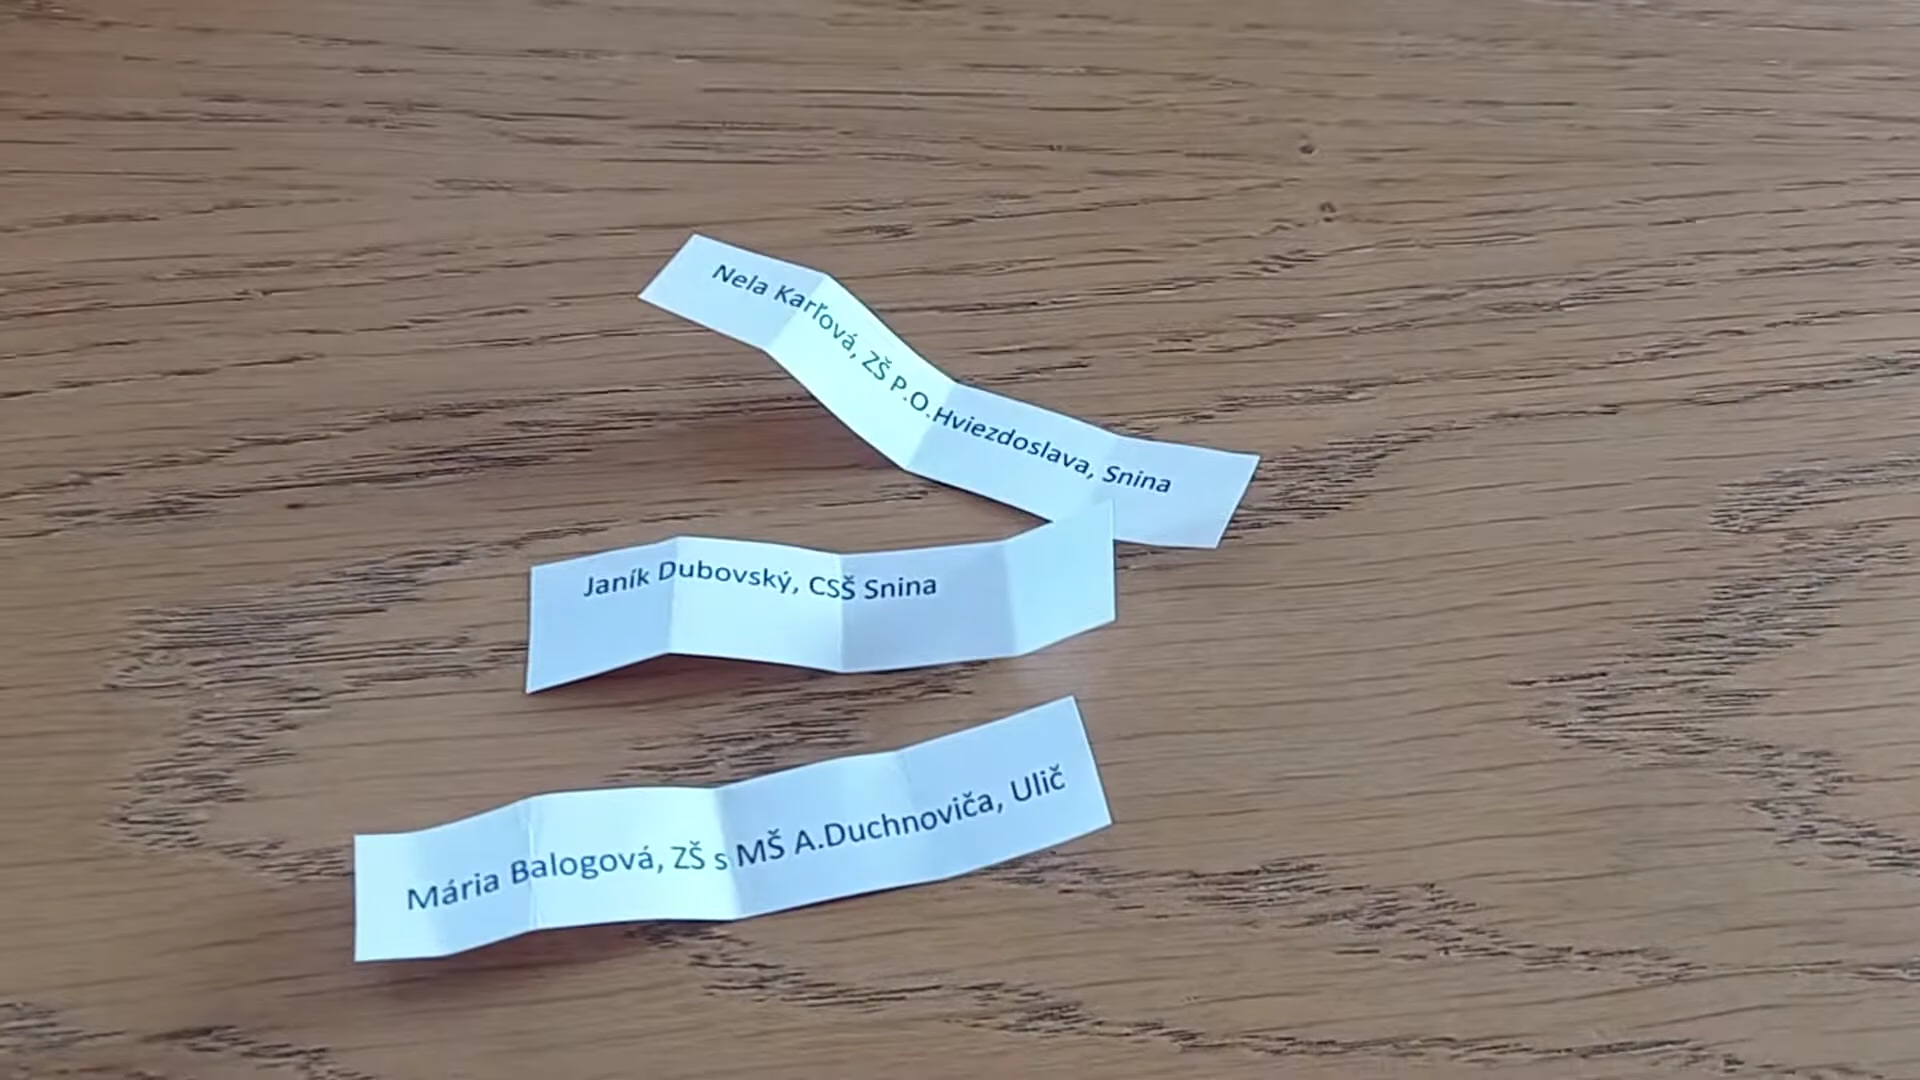 Nela Karľová, ZŠ P.O.Hviezdoslava, Snina
Janík Dubovský, CSŠ Snina
Mária Balogová, ZŠ s MŠ A.Duchnoviča, Ulič